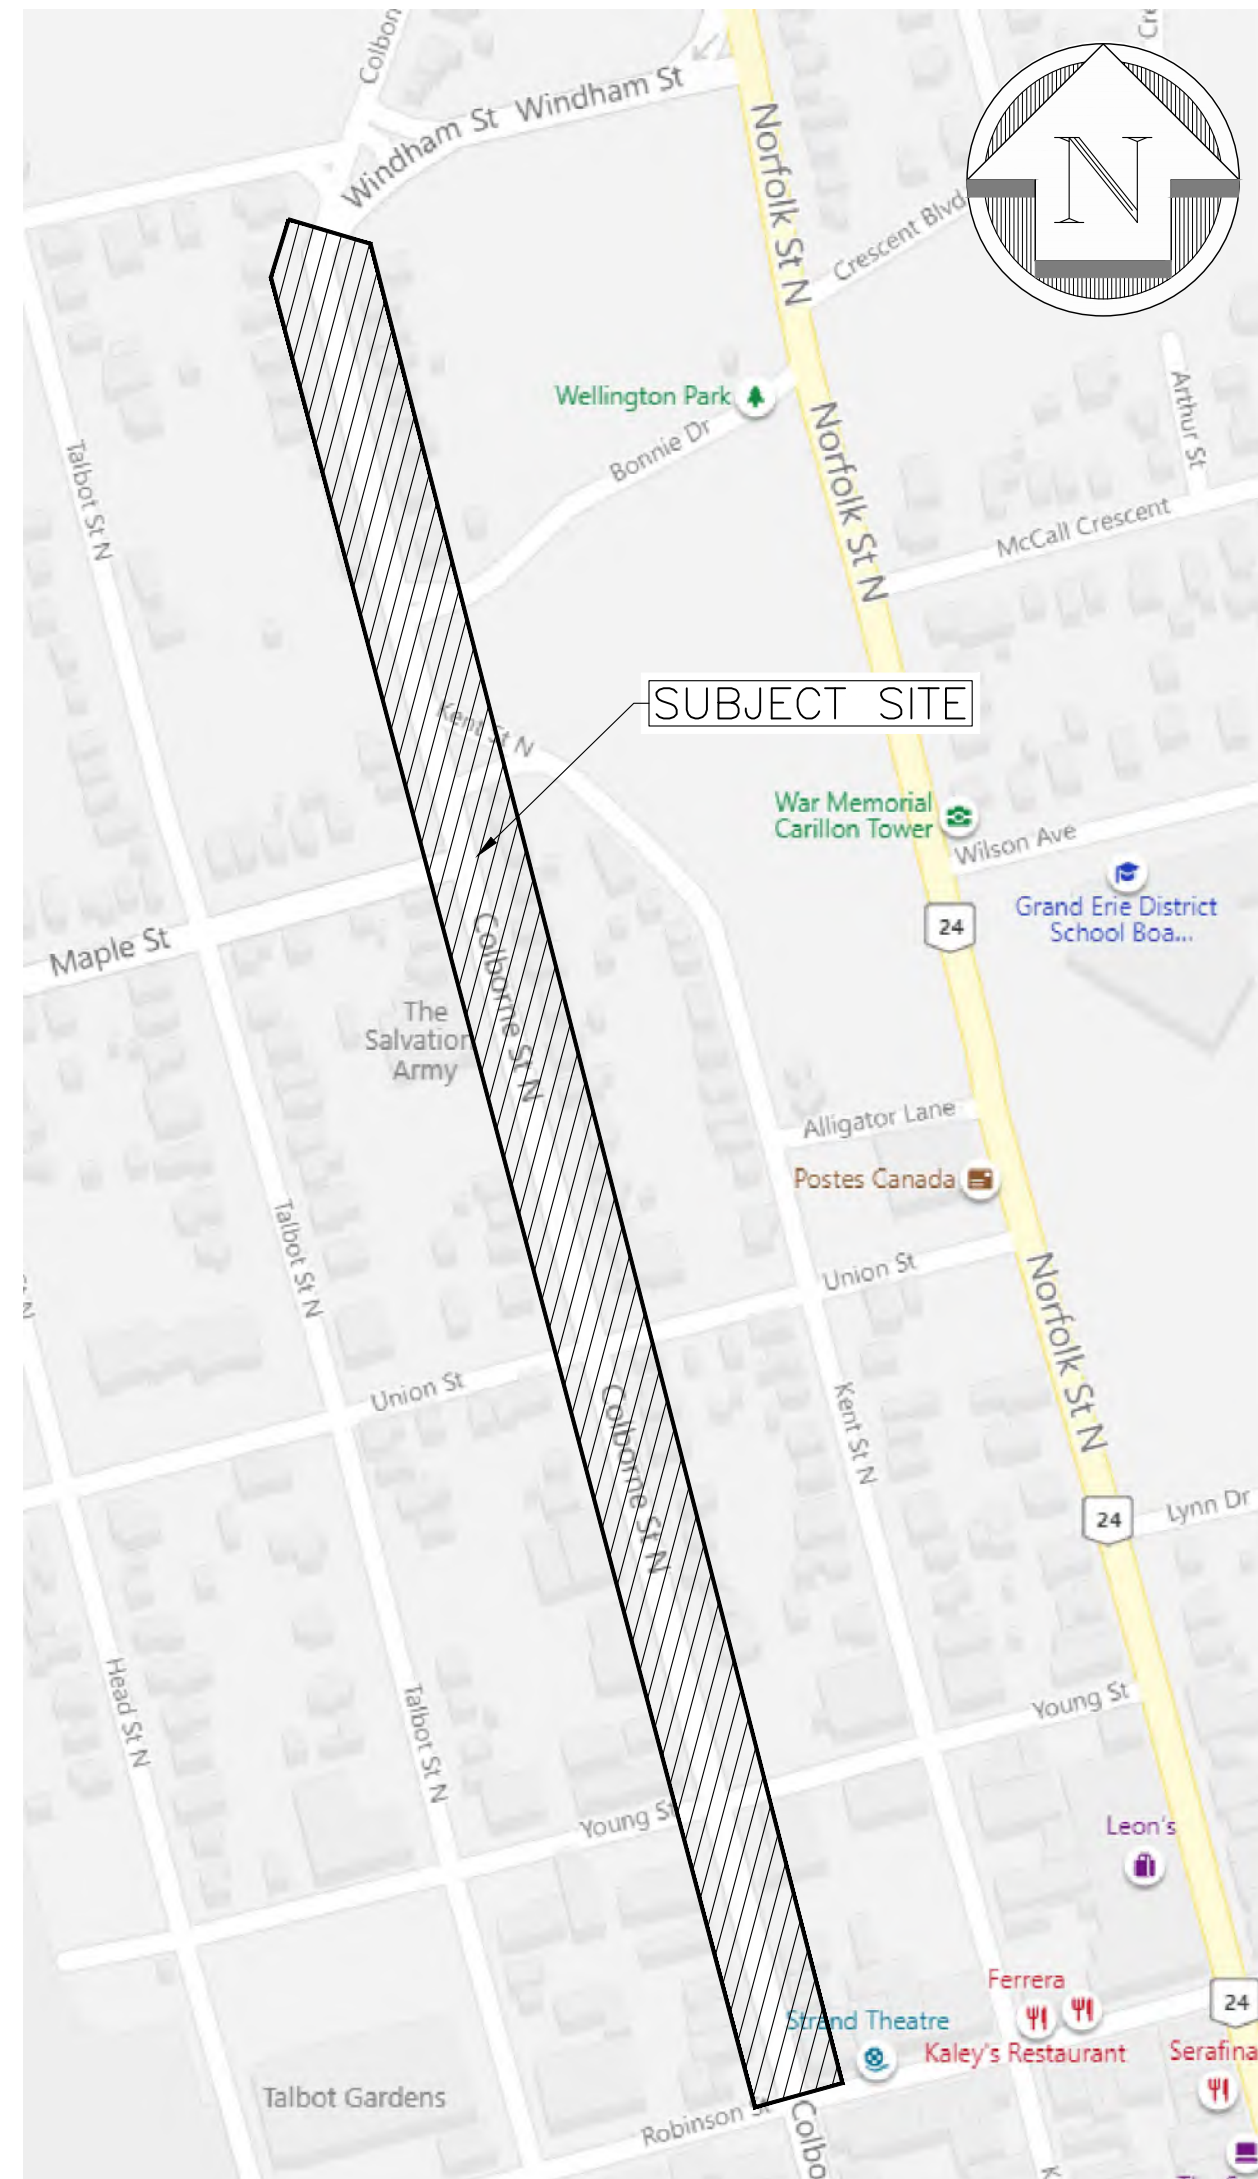 Colbon
Windham St
Windham St
Norfolk St N
Crescent Blvd
N
Wellington Park
Bonnie Dr
Norfolk St N
Arthur St
McCall Crescent
Talbot St N
SUBJECT SITE
Kent St N
War Memorial
Carillon Tower
Wilson Ave
Grand Erie District
School Boa...
24
Maple St
Colborne St N
The
Salvation
Army
Alligator Lane
Postes Canada
Talbot St N
Union St
Norfolk St N
Union St
Colborne St N
Kent St N
24
Lynn Dr
Head St N
Talbot St N
Young St
Young St
Leon's
Ferrera
24
Strand Theatre
Kaley's Restaurant
Serafina
Talbot Gardens
Robinson St
Colbo